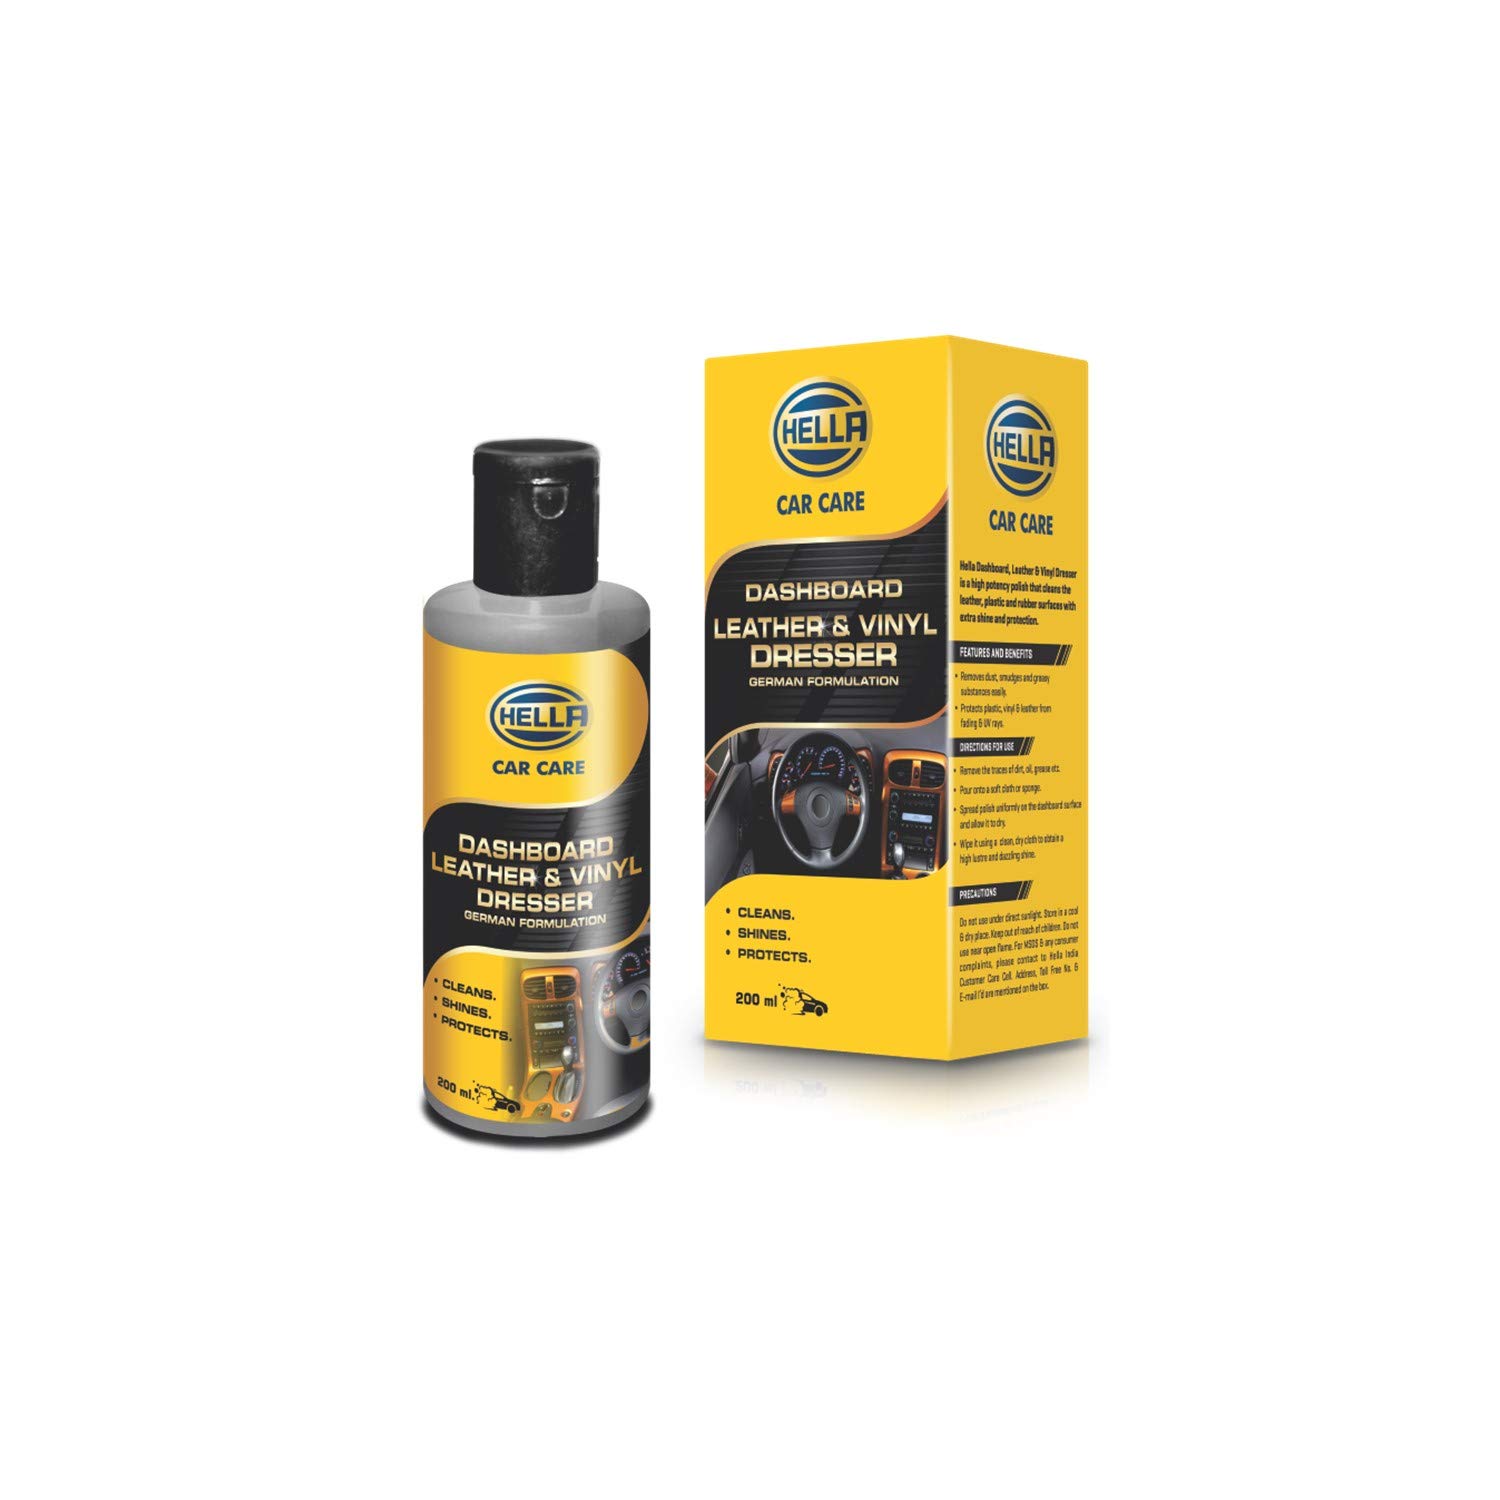 HELLA
CAR CARE
DASHBOARD
LEATHER & VINYL
DRESSER
GERMAN FORMULATION
• CLEANS.
• SHINES.
• PROTECTS.
200 ml.
HELLA
CAR CARE
DASHBOARD
LEATHER & VINYL
DRESSER
GERMAN FORMULATION
• CLEANS.
• SHINES.
• PROTECTS.
200 ml
HELLA
CAR CARE
Hella Dashboard, Leather & Vinyl Dresser
is a high potency polish that cleans the
leather, plastic and rubber surfaces with
extra shine and protection.
FEATURES AND BENEFITS
• Removes dust, smudges and greasy
substances easily.
• Protects plastic, vinyl & leather from
fading & UV rays.
DIRECTIONS FOR USE
• Remove the traces of dirt, oil, grease etc.
• Pour onto a soft cloth or sponge.
• Spread polish uniformly on the dashboard surface
and allow it to dry.
• Wipe it using a clean, dry cloth to obtain a
high lustre and dazzling shine.
PRECAUTIONS
Do not use under direct sunlight. Store in a cool
& dry place. Keep out of reach of children. Do not
use near open flame. For MSDS & any consumer
complaints, please contact to Hella India
Customer Care Cell. Address, Toll Free No. &
E-mail I'd are mentioned on the box.